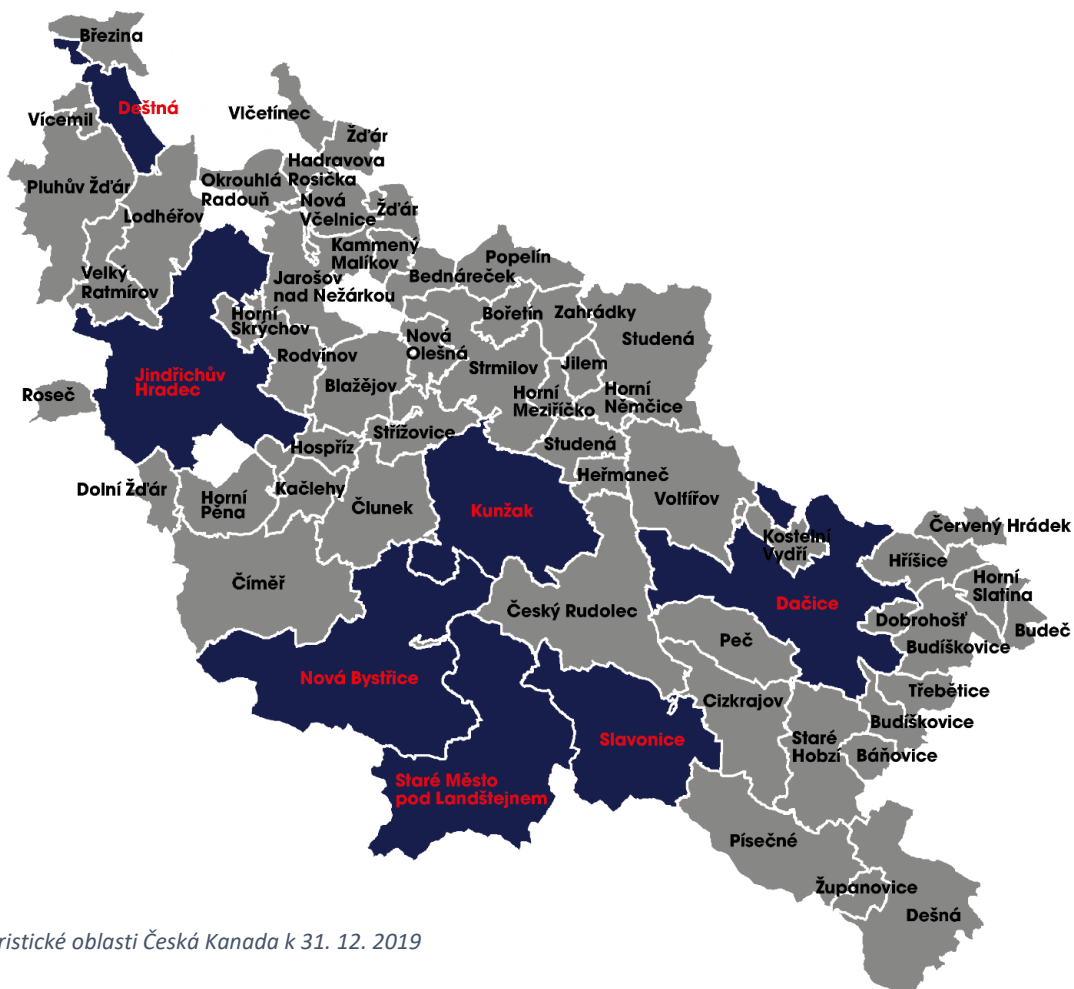 Březina
Deštná
Vícemil
Vlčetínec
Žďár
Pluhův Žďár
Hadravova
Rosička
Okrouhlá
Radouň
Lodhéřov
Nová
Včelnice
Žďár
Kammený
Malíkov
Velký
Ratmírov
Jarošov
nad Nežárkou
Bednáreček
Popelín
Horní
Skrýchov
Bořetín
Zahrádky
Studená
Nová
Olešná
Rodvínov
Strmilov
Jilem
Jindřichův
Hradec
Blažějov
Roseč
Horní
Meziříčko
Horní
Němčice
Střížovice
Hospříz
Studená
Dolní Žďár
Horní
Pěna
Kačlehy
Heřmaneč
Volfířov
Člunek
Kunžak
Červený Hrádek
Kostelní
Vydří
Hříšice
Číměř
Horní
Slatina
Český Rudolec
Dačice
Dobrohošť
Budeč
Peč
Budíškovice
Nová Bystřice
Třebětice
Cizkrajov
Budíškovice
Slavonice
Staré
Hobzí
Báňovice
Staré Město
pod Landštejnem
Písečné
Županovice
Dešná
ristické oblasti Česká Kanada k 31. 12. 2019